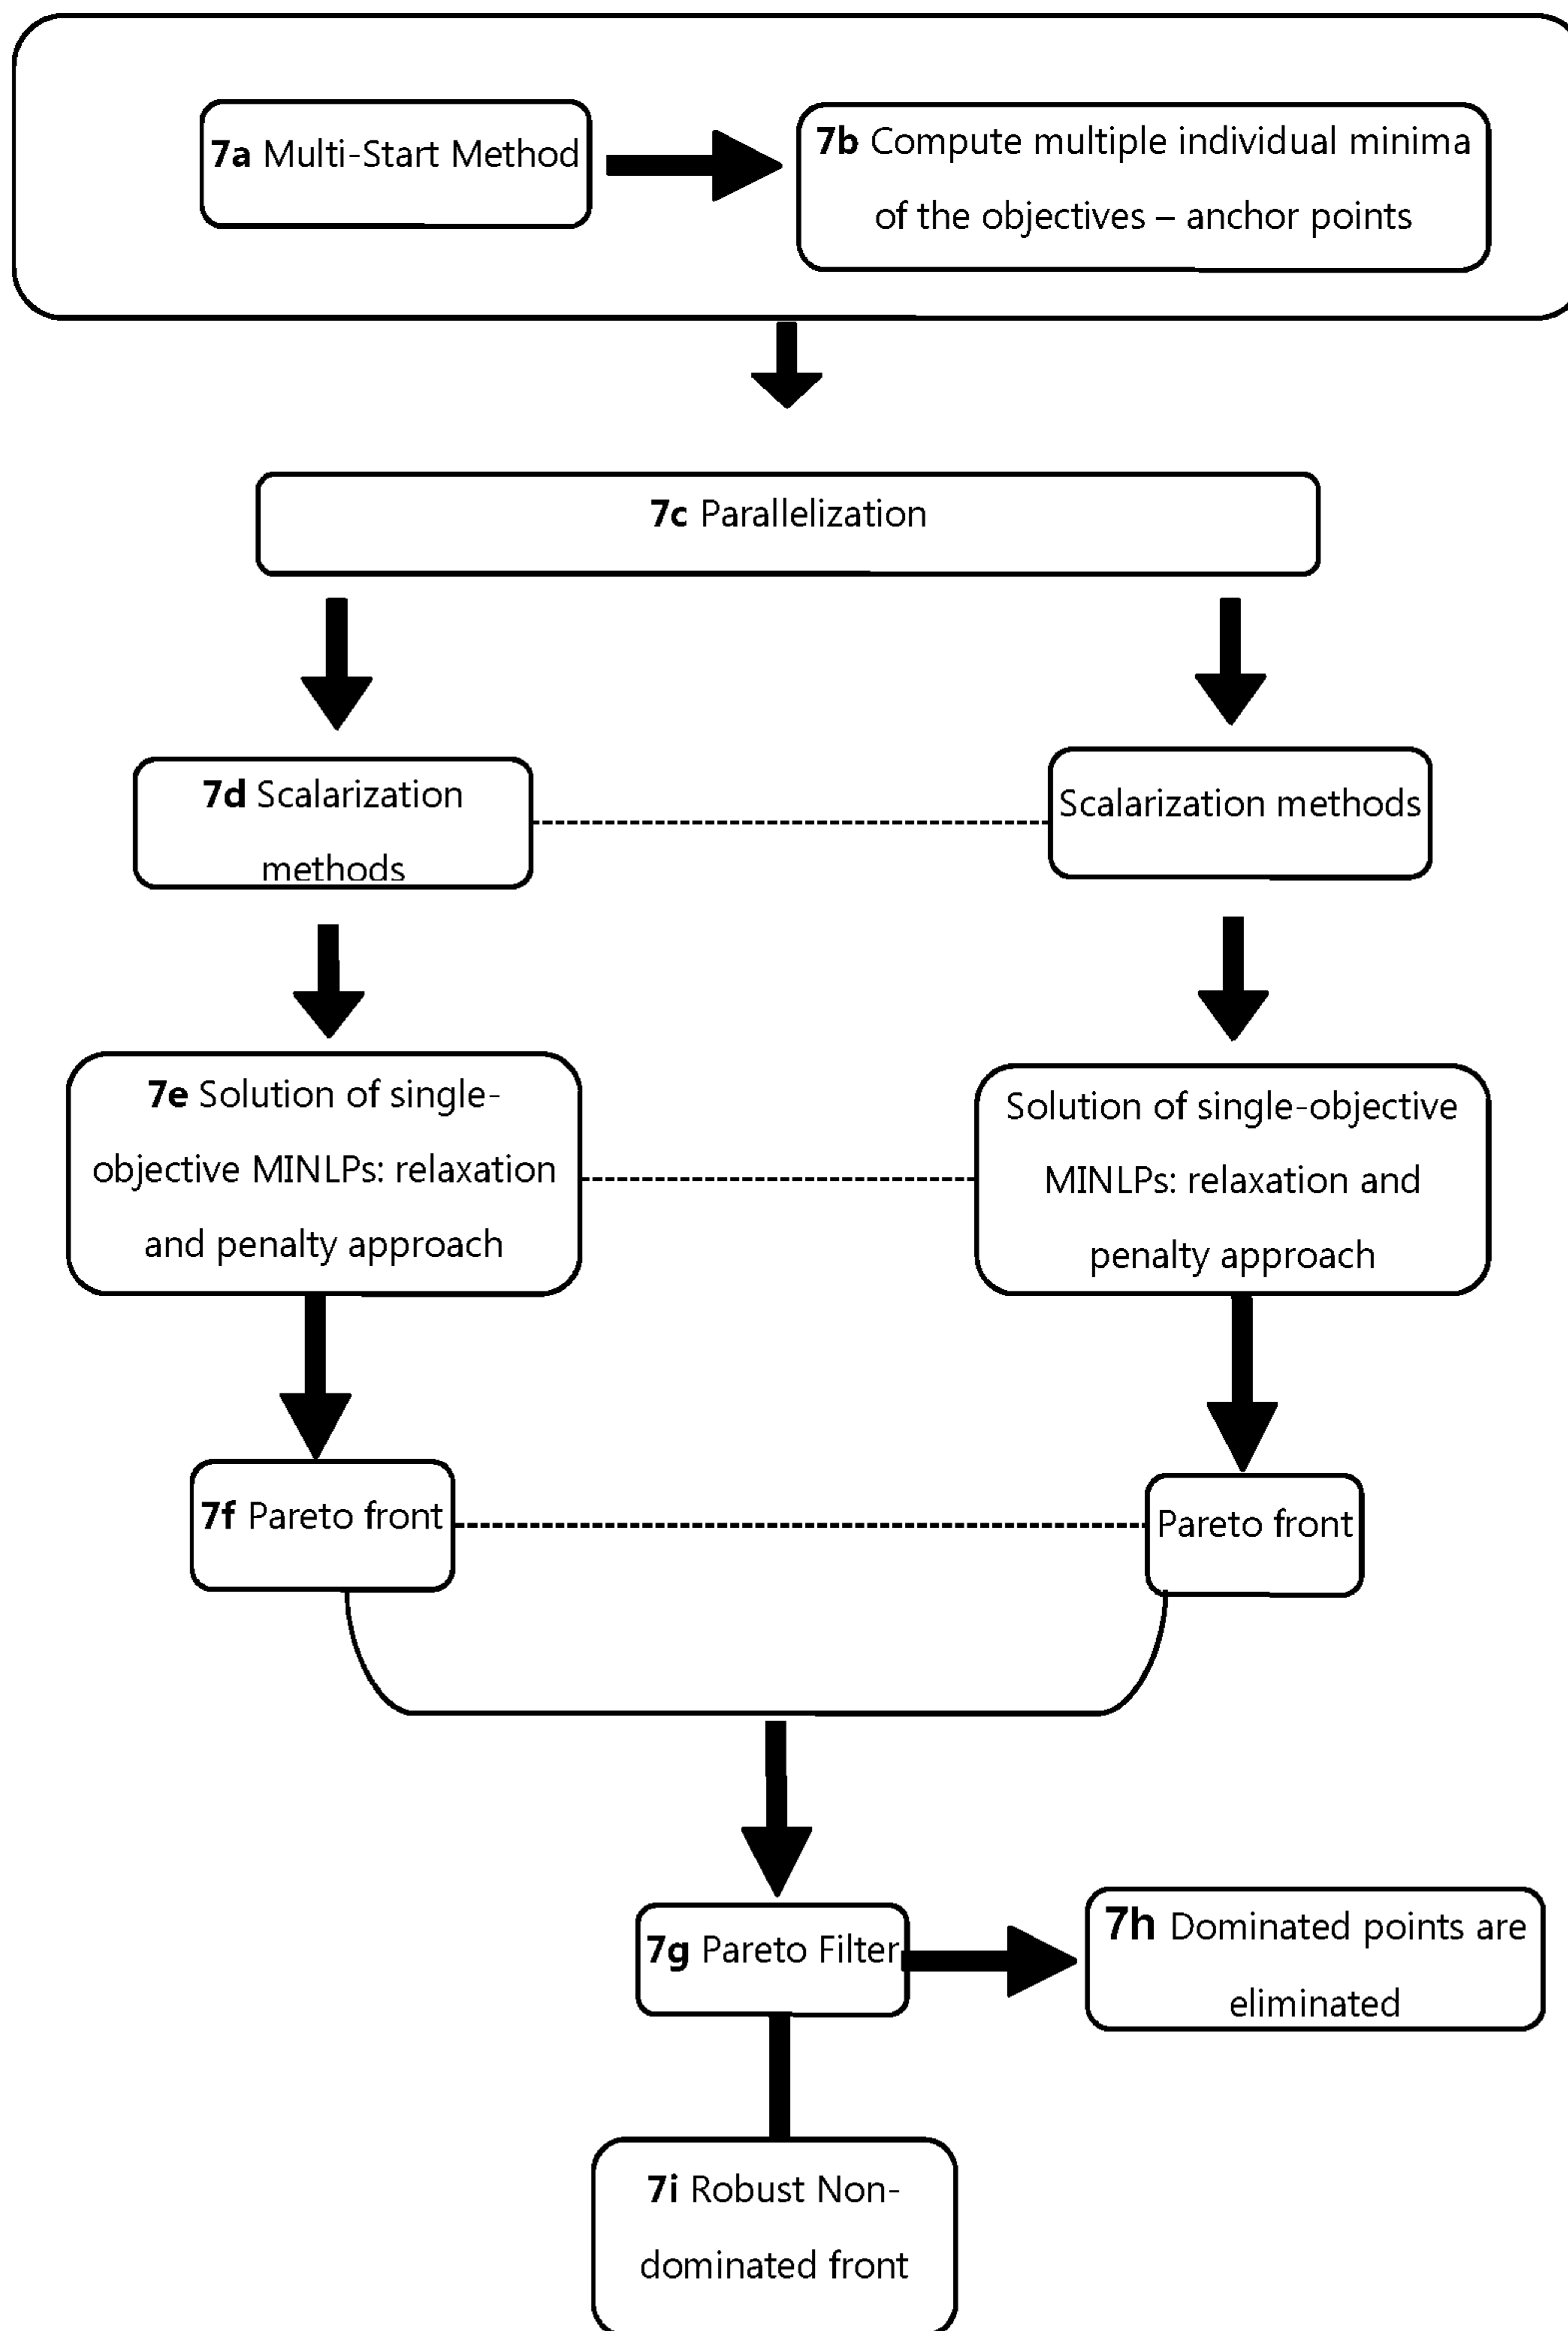 7a Multi-Start Method
7b Compute multiple individual minima
of the objectives – anchor points
7c Parallelization
7d Scalarization
methods
Scalarization methods
7e Solution of single-
objective MINLPs: relaxation
and penalty approach
Solution of single-objective
MINLPs: relaxation and
penalty approach
7f Pareto front
Pareto front
7g Pareto Filter
7h Dominated points are
eliminated
7i Robust Non-
dominated front